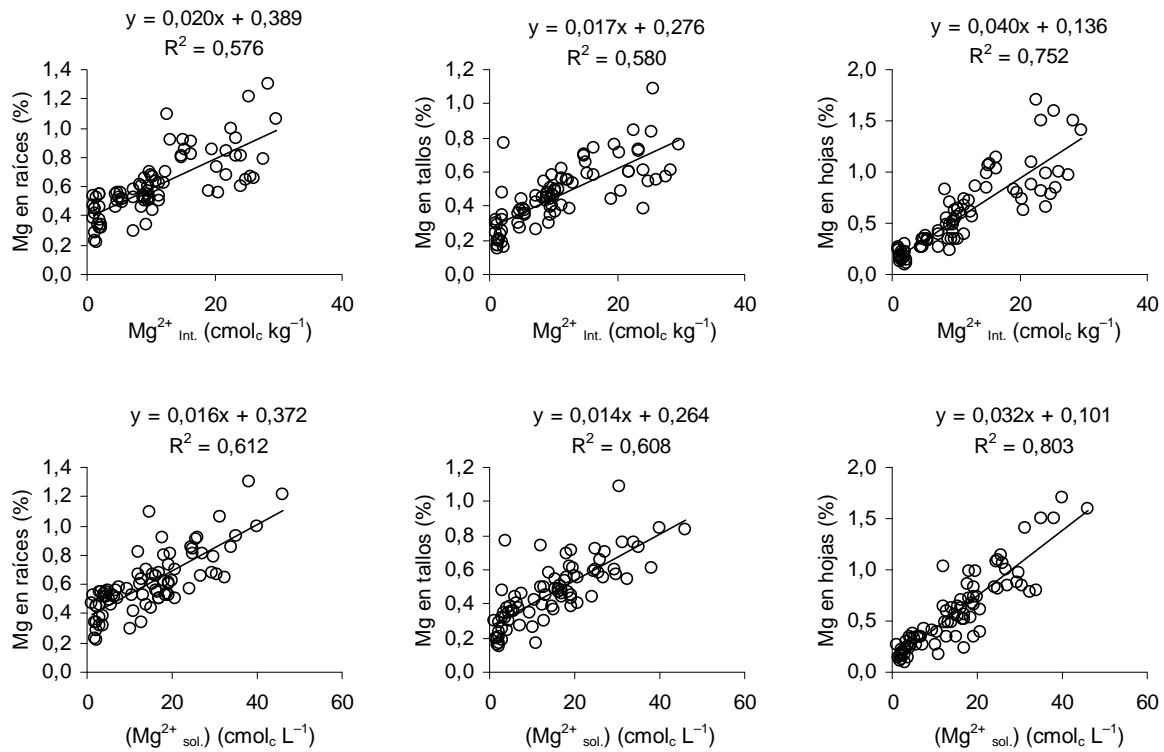 y = 0,020x + 0,389
R² = 0,576
Mg en raíces (%)
1,4
1,2
1,0
0,8
0,6
0,4
0,2
0,0
0 20 40
Mg²⁺ Int. (cmolc kg⁻¹)
y = 0,017x + 0,276
R² = 0,580
Mg en tallos (%)
1,2
1,0
0,8
0,6
0,4
0,2
0,0
0 20 40
Mg²⁺ Int. (cmolc kg⁻¹)
y = 0,040x + 0,136
R² = 0,752
Mg en hojas (%)
2,0
1,5
1,0
0,5
0,0
0 10 20 30 40
Mg²⁺ Int. (cmolc kg⁻¹)
y = 0,016x + 0,372
R² = 0,612
Mg en raíces (%)
1,4
1,2
1,0
0,8
0,6
0,4
0,2
0,0
0 20 40 60
(Mg²⁺ sol.) (cmolc L⁻¹)
y = 0,014x + 0,264
R² = 0,608
Mg en tallos (%)
1,2
1,0
0,8
0,6
0,4
0,2
0,0
0 20 40 60
(Mg²⁺ sol.) (cmolc L⁻¹)
y = 0,032x + 0,101
R² = 0,803
Mg en hojas (%)
2,0
1,5
1,0
0,5
0,0
0 20 40 60
(Mg²⁺ sol.) (cmolc L⁻¹)